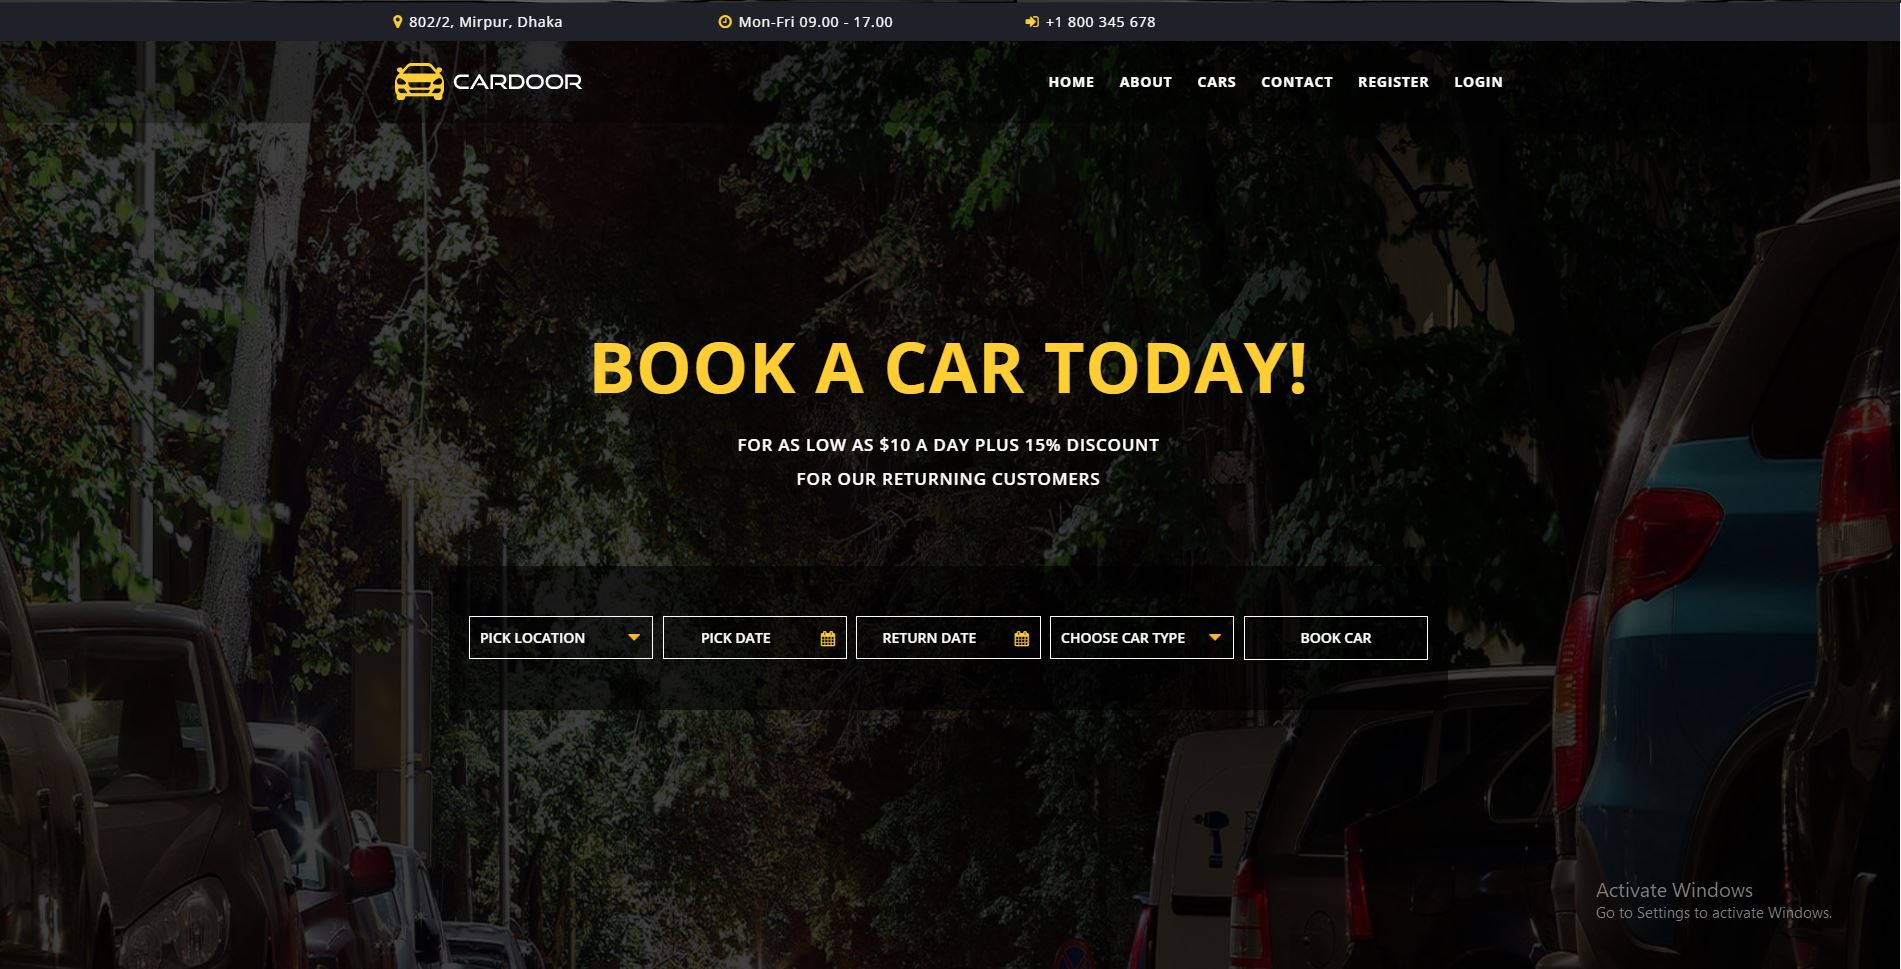 802/2, Mirpur, Dhaka
Mon-Fri 09.00 - 17.00
+1 800 345 678
CARDOOR
HOME ABOUT CARS CONTACT REGISTER LOGIN
BOOK A CAR TODAY!
FOR AS LOW AS $10 A DAY PLUS 15% DISCOUNT
FOR OUR RETURNING CUSTOMERS
PICK LOCATION
PICK DATE
RETURN DATE
CHOOSE CAR TYPE
BOOK CAR
Activate Windows
Go to Settings to activate Windows.